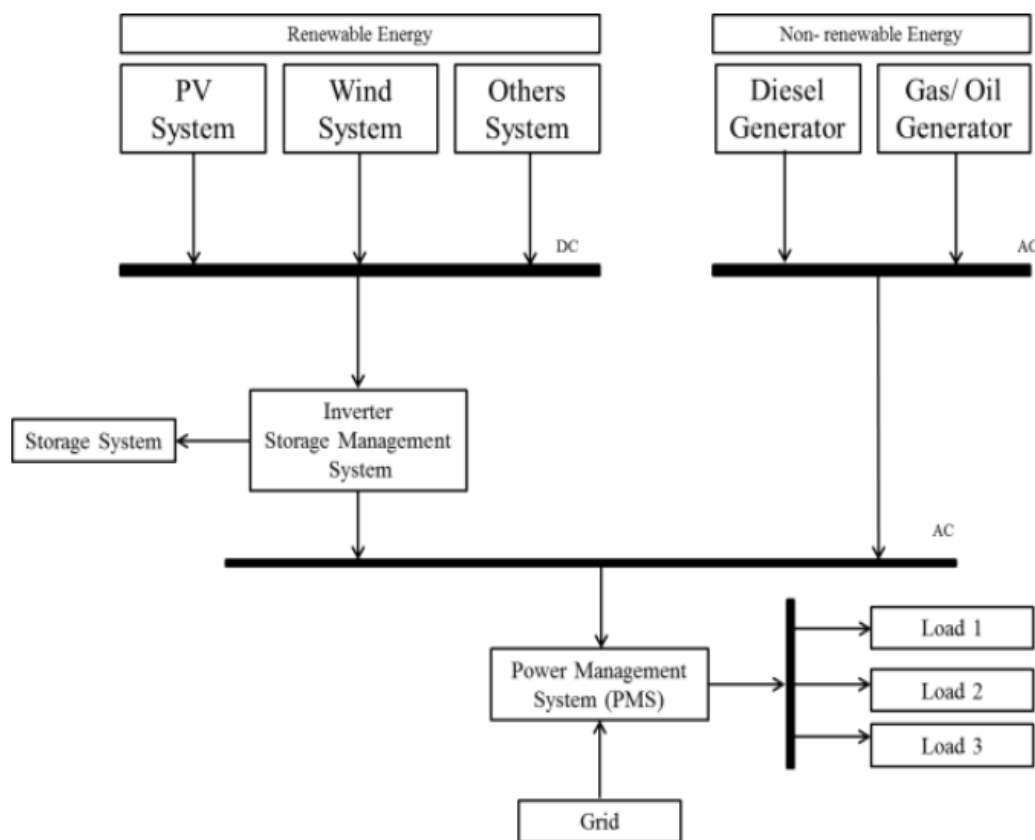 Renewable Energy
Non- renewable Energy
PV
System
Wind
System
Others
System
Diesel
Generator
Gas/ Oil
Generator
DC
AC
Inverter
Storage Management
System
Storage System
AC
Power Management
System (PMS)
Load 1
Load 2
Load 3
Grid